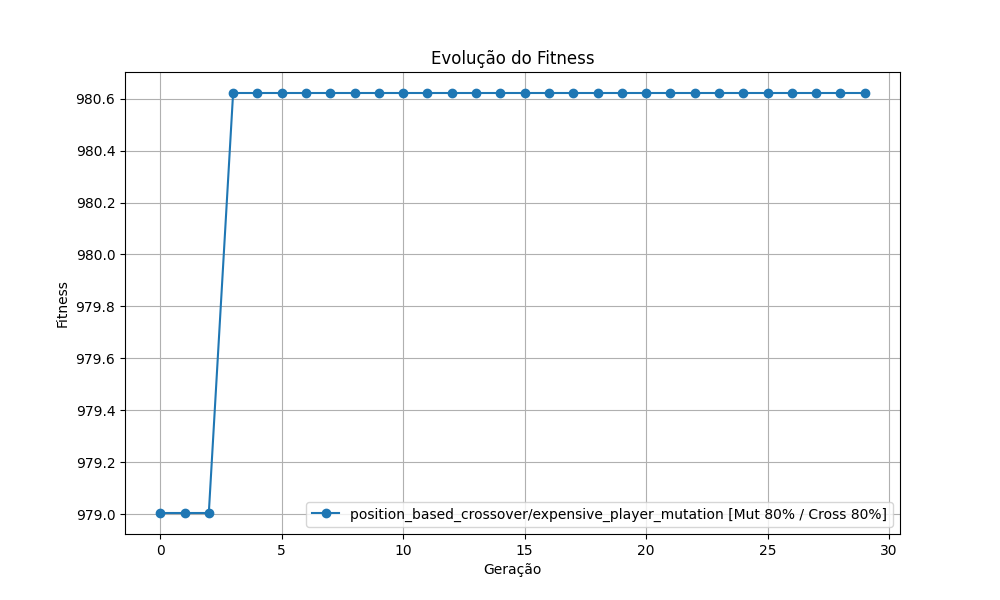 Evolução do Fitness
Fitness
980.6
980.4
980.2
980.0
979.8
979.6
979.4
979.2
979.0
position_based_crossover/expensive_player_mutation [Mut 80% / Cross 80%]
0 5 10 15 20 25 30
Geração